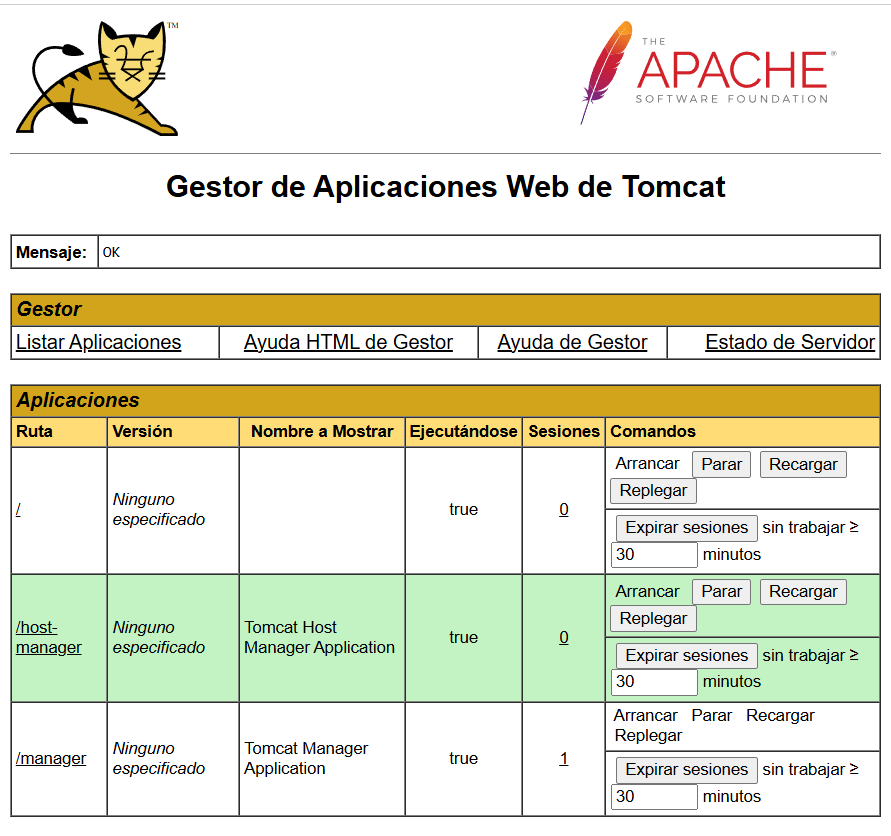 TM
THE
APACHE®
SOFTWARE FOUNDATION
Gestor de Aplicaciones Web de Tomcat
Mensaje: OK
Gestor
Listar Aplicaciones Ayuda HTML de Gestor Ayuda de Gestor Estado de Servidor
Aplicaciones
Ruta Versión Nombre a Mostrar Ejecutándose Sesiones Comandos
/ Ninguno especificado true 0
Arrancar Parar Recargar
Replegar
Expirar sesiones sin trabajar ≥
30 minutos
/host-manager Ninguno especificado Tomcat Host Manager Application true 0
Arrancar Parar Recargar
Replegar
Expirar sesiones sin trabajar ≥
30 minutos
/manager Ninguno especificado Tomcat Manager Application true 1
Arrancar Parar Recargar
Replegar
Expirar sesiones sin trabajar ≥
30 minutos